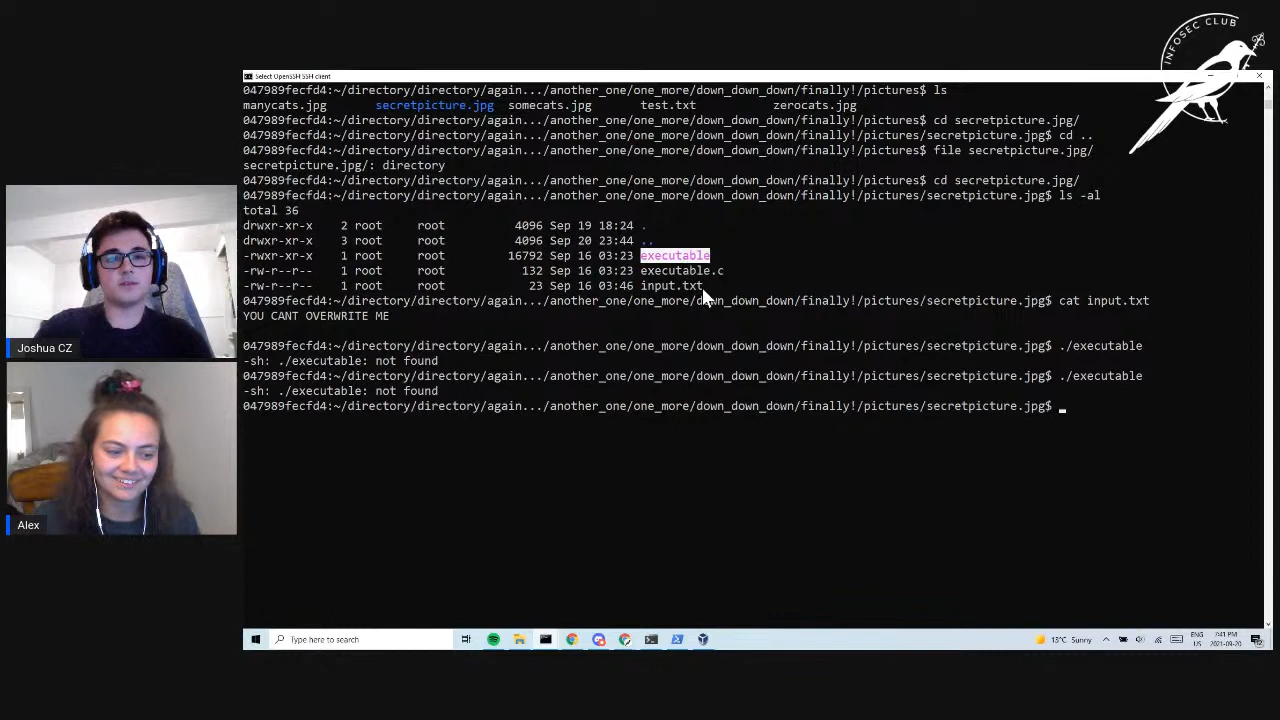 INFOSEC CLUB
Select OpenSSH SSH client
047989fecfd4:~/directory/directory/again.../another_one/one_more/down_down_down/finally!/pictures$ ls
manycats.jpg secretpicture.jpg somecats.jpg test.txt zerocats.jpg
047989fecfd4:~/directory/directory/again.../another_one/one_more/down_down_down/finally!/pictures$ cd secretpicture.jpg/
047989fecfd4:~/directory/directory/again.../another_one/one_more/down_down_down/finally!/pictures$ cd ..
047989fecfd4:~/directory/directory/again.../another_one/one_more/down_down_down/finally!/pictures$ file secretpicture.jpg/
secretpicture.jpg/: directory
047989fecfd4:~/directory/directory/again.../another_one/one_more/down_down_down/finally!/pictures$ cd secretpicture.jpg/
047989fecfd4:~/directory/directory/again.../another_one/one_more/down_down_down/finally!/pictures/secretpicture.jpg$ ls -al
total 36
drwxr-xr-x 2 root root 4096 Sep 19 18:24 .
drwxr-xr-x 3 root root 4096 Sep 20 23:44 ..
-rwxr-xr-x 1 root root 16792 Sep 16 03:23 executable
-rw-r--r-- 1 root root 132 Sep 16 03:23 executable.c
-rw-r--r-- 1 root root 23 Sep 16 03:46 input.txt
047989fecfd4:~/directory/directory/again.../another_one/one_more/down_down_down/finally!/pictures/secretpicture.jpg$ cat input.txt
YOU CANT OVERWRITE ME
047989fecfd4:~/directory/directory/again.../another_one/one_more/down_down_down/finally!/pictures/secretpicture.jpg$ ./executable
-sh: ./executable: not found
047989fecfd4:~/directory/directory/again.../another_one/one_more/down_down_down/finally!/pictures/secretpicture.jpg$ ./executable
-sh: ./executable: not found
047989fecfd4:~/directory/directory/again.../another_one/one_more/down_down_down/finally!/pictures/secretpicture.jpg$
Joshua CZ
Alex
Type here to search
13°C Sunny
ENG
US
7:41 PM
2021-09-20